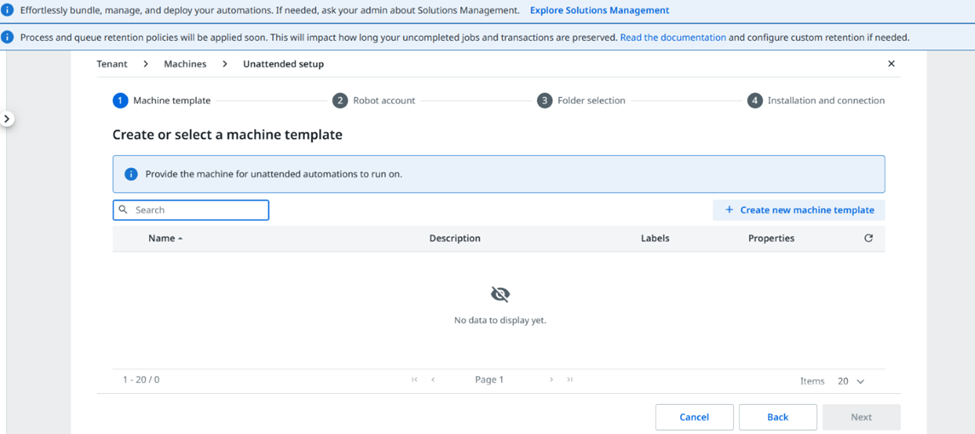 Effortlessly bundle, manage, and deploy your automations. If needed, ask your admin about Solutions Management. Explore Solutions Management
Process and queue retention policies will be applied soon. This will impact how long your uncompleted jobs and transactions are preserved. Read the documentation and configure custom retention if needed.
Tenant > Machines > Unattended setup
1 Machine template 2 Robot account 3 Folder selection 4 Installation and connection
Create or select a machine template
Provide the machine for unattended automations to run on.
Search + Create new machine template
Name Description Labels Properties
No data to display yet.
1 - 20 / 0 Page 1 Items 20
Cancel Back Next